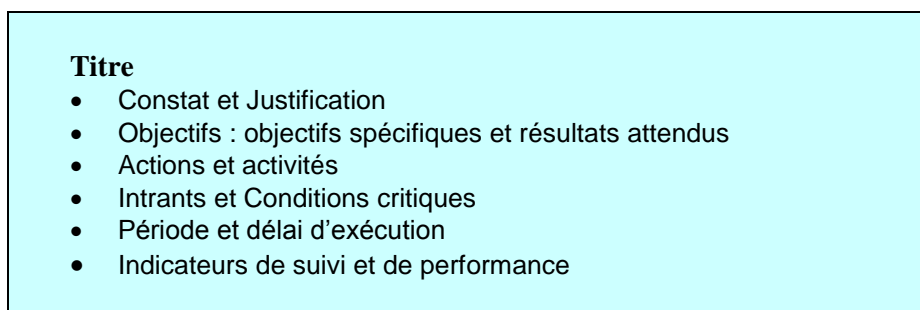 Titre
• Constat et Justification
• Objectifs : objectifs spécifiques et résultats attendus
• Actions et activités
• Intrants et Conditions critiques
• Période et délai d'exécution
• Indicateurs de suivi et de performance